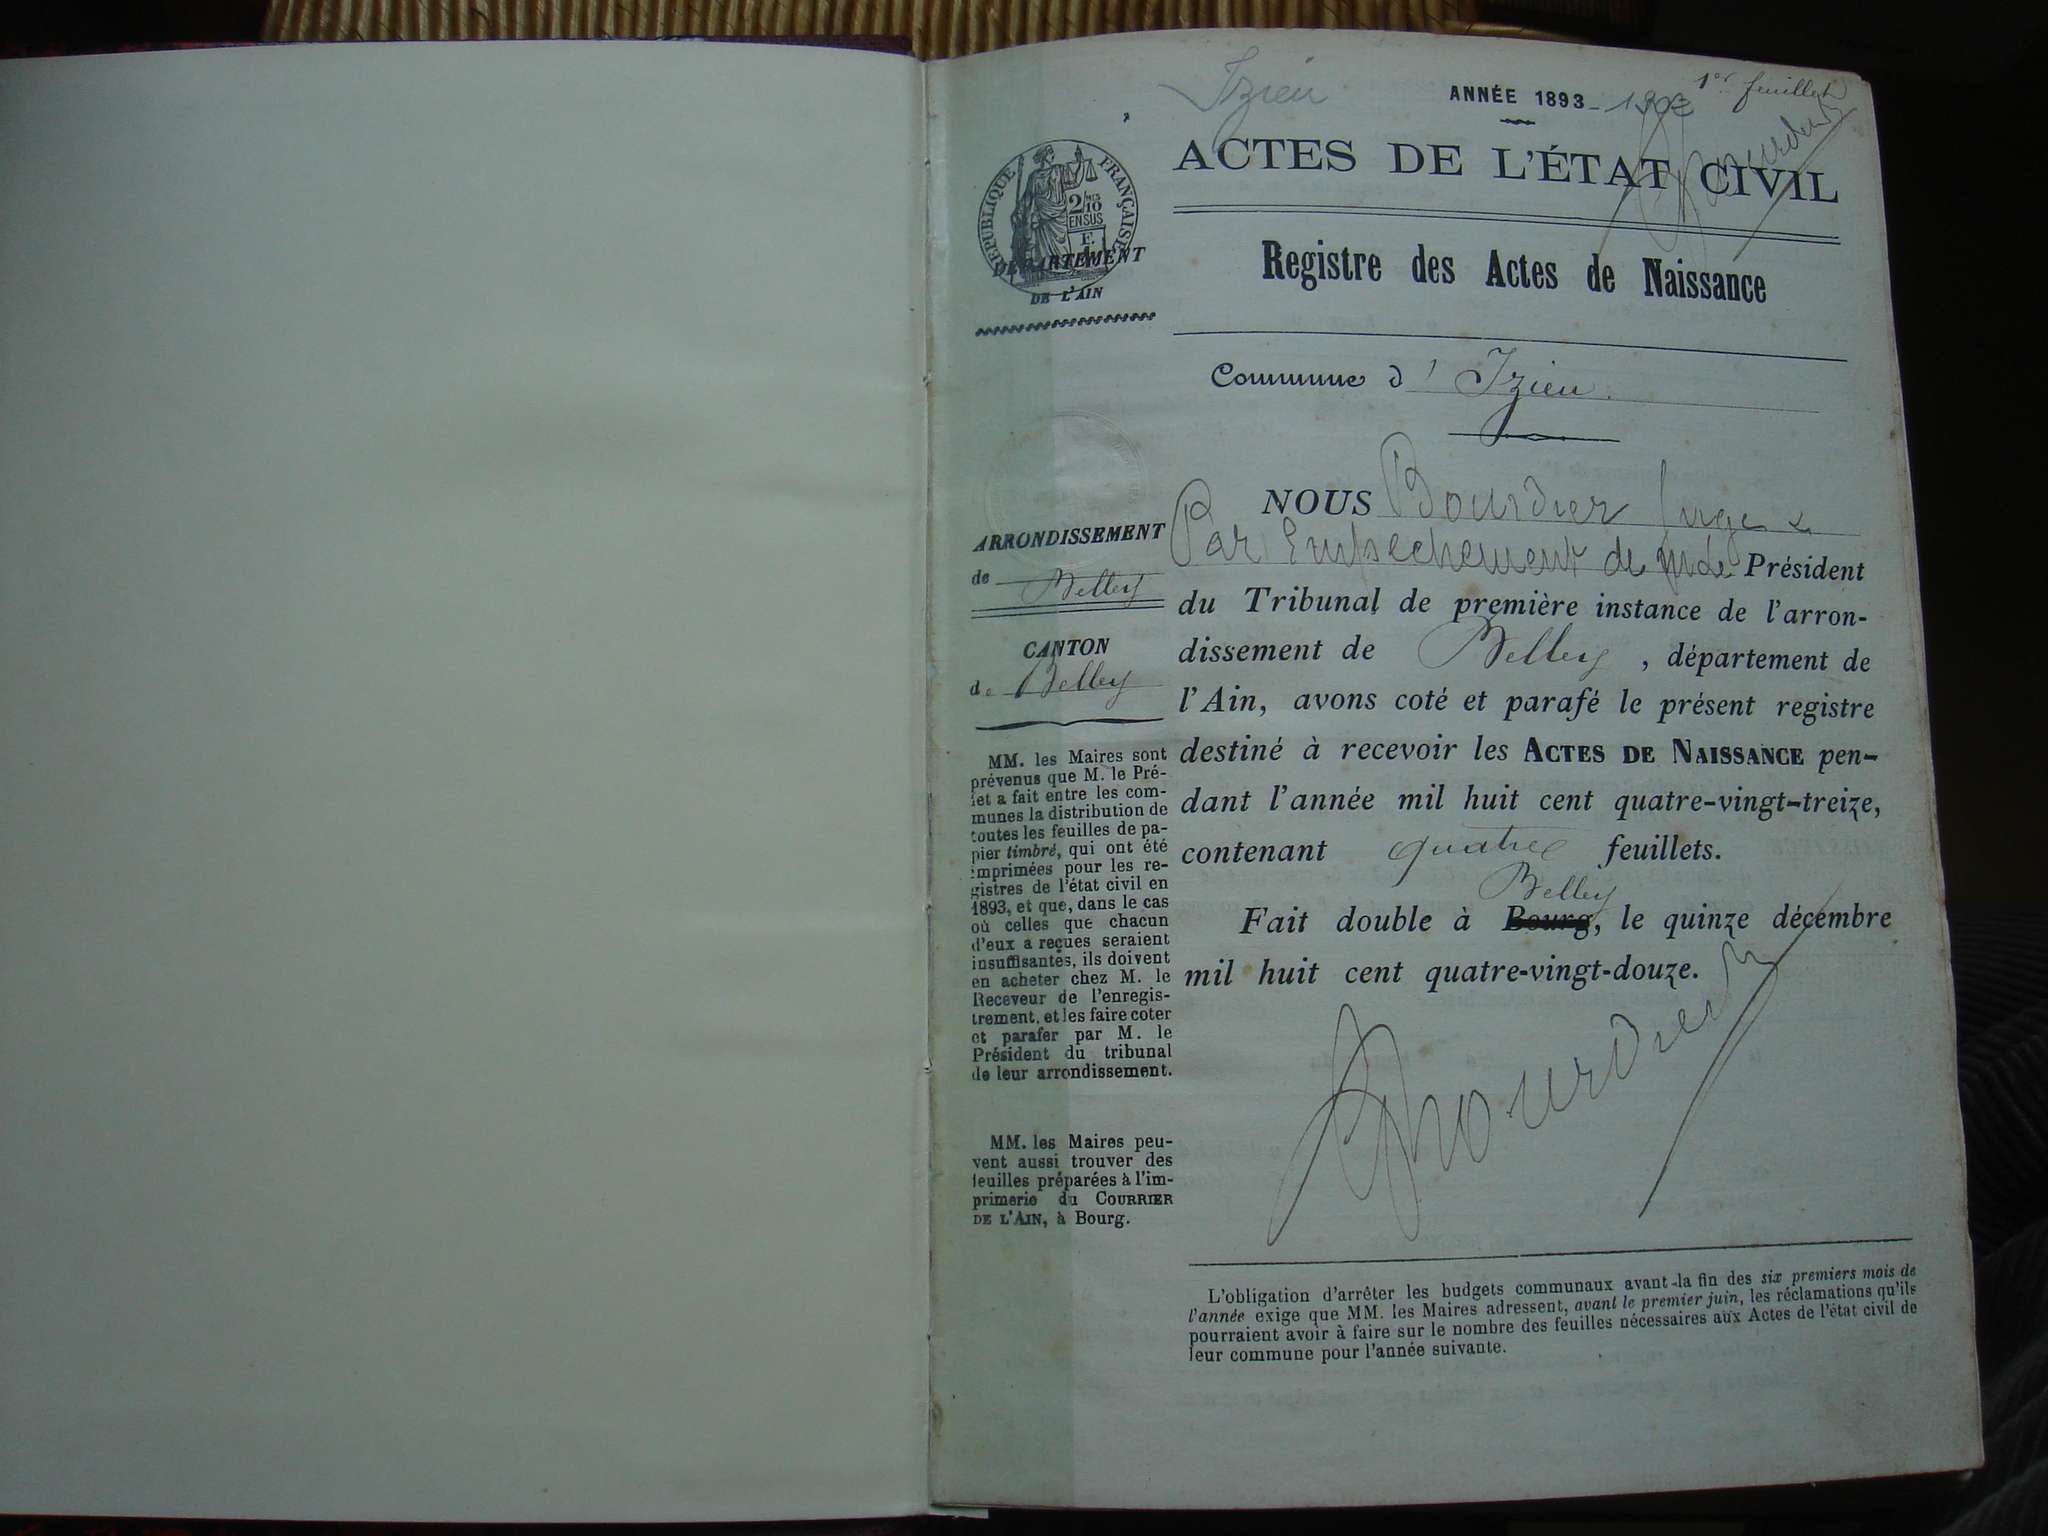 Izieu
ANNÉE 1893 - 1902
1er feuillet
Bourdier
ACTES DE L'ÉTAT CIVIL
RÉPUBLIQUE FRANÇAISE
2/10
EN SUS
DÉPARTEMENT
DE L'AIN
Registre des Actes de Naissance
Commune d' Izieu
ARRONDISSEMENT
de Belley
CANTON
de Belley
MM. les Maires sont
prévenus que M. le Pré-
fet a fait entre les com-
munes la distribution de
toutes les feuilles de pa-
pier timbré, qui ont été
imprimées pour les re-
gistres de l'état civil en
1893, et que, dans le cas
où celles que chacun
d'eux a reçues seraient
insuffisantes, ils doivent
en acheter chez M. le
Receveur de l'enregis-
trement, et les faire coter
et parafer par M. le
Président du tribunal
de leur arrondissement.
MM. les Maires peu-
vent aussi trouver des
feuilles préparées à l'im-
primerie du COURRIER
DE L'AIN, à Bourg.
NOUS Bourdier Juge
Par Empechement de Président
du Tribunal de première instance de l'arron-
dissement de Belley, département de
l'Ain, avons coté et parafé le présent registre
destiné à recevoir les ACTES DE NAISSANCE pen-
dant l'année mil huit cent quatre-vingt-treize,
contenant quatre feuillets.
Belley
Fait double à Bourg, le quinze décembre
mil huit cent quatre-vingt-douze.
Bourdier
L'obligation d'arrêter les budgets communaux avant la fin des six premiers mois de
l'année exige que MM. les Maires adressent, avant le premier juin, les réclamations qu'ils
pourraient avoir à faire sur le nombre des feuilles nécessaires aux Actes de l'état civil de
leur commune pour l'année suivante.